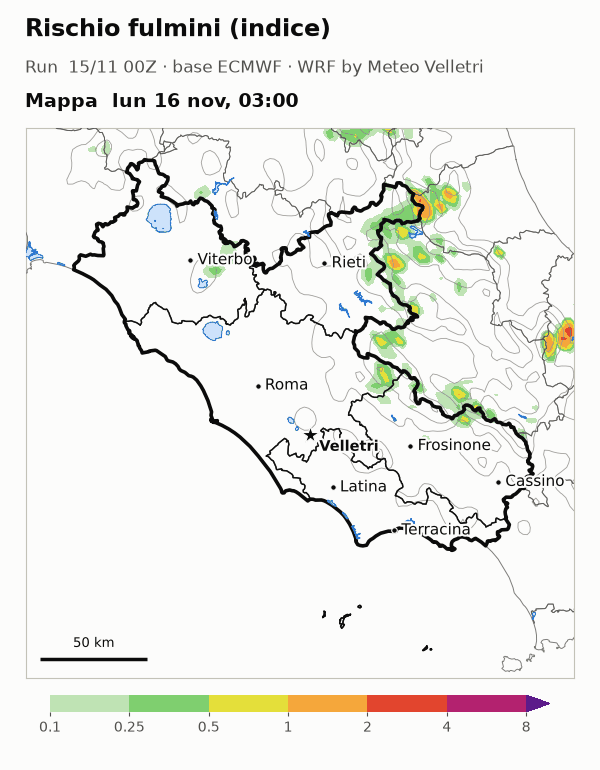 Rischio fulmini (indice)
Run  15/11 00Z · base ECMWF · WRF by Meteo Velletri
Mappa  lun 16 nov, 03:00
Viterbo
Rieti
Roma
Velletri
Frosinone
Latina
Cassino
Terracina
50 km
0.1 0.25 0.5 1 2 4 8